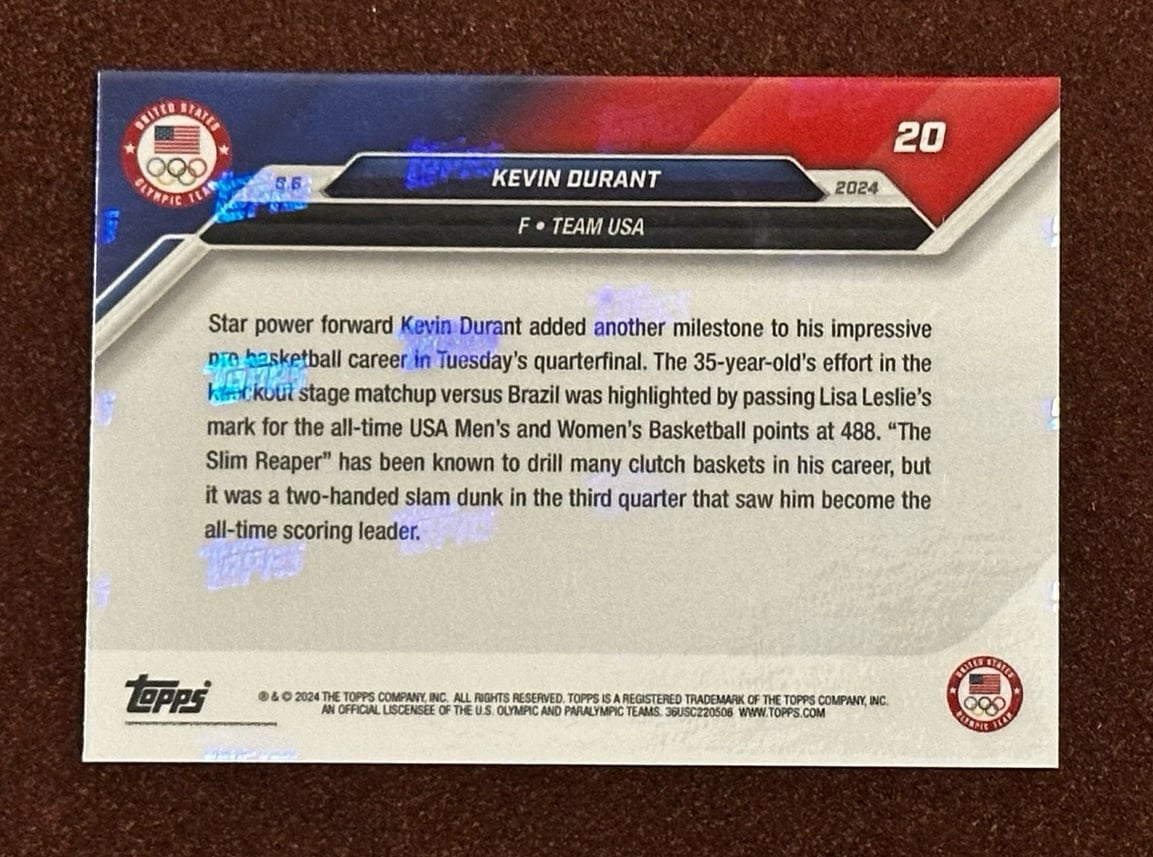 UNITED STATES
OLYMPIC TEAM
20
8.6
KEVIN DURANT
2024
F • TEAM USA
Star power forward Kevin Durant added another milestone to his impressive
pro basketball career in Tuesday's quarterfinal. The 35-year-old's effort in the
knockout stage matchup versus Brazil was highlighted by passing Lisa Leslie's
mark for the all-time USA Men's and Women's Basketball points at 488. “The
Slim Reaper” has been known to drill many clutch baskets in his career, but
it was a two-handed slam dunk in the third quarter that saw him become the
all-time scoring leader.
topps
® & © 2024 THE TOPPS COMPANY, INC. ALL RIGHTS RESERVED. TOPPS IS A REGISTERED TRADEMARK OF THE TOPPS COMPANY, INC.
AN OFFICIAL LISCENSEE OF THE U.S. OLYMPIC AND PARALYMPIC TEAMS. 36USC220506 WWW.TOPPS.COM
UNITED STATES
OLYMPIC TEAM